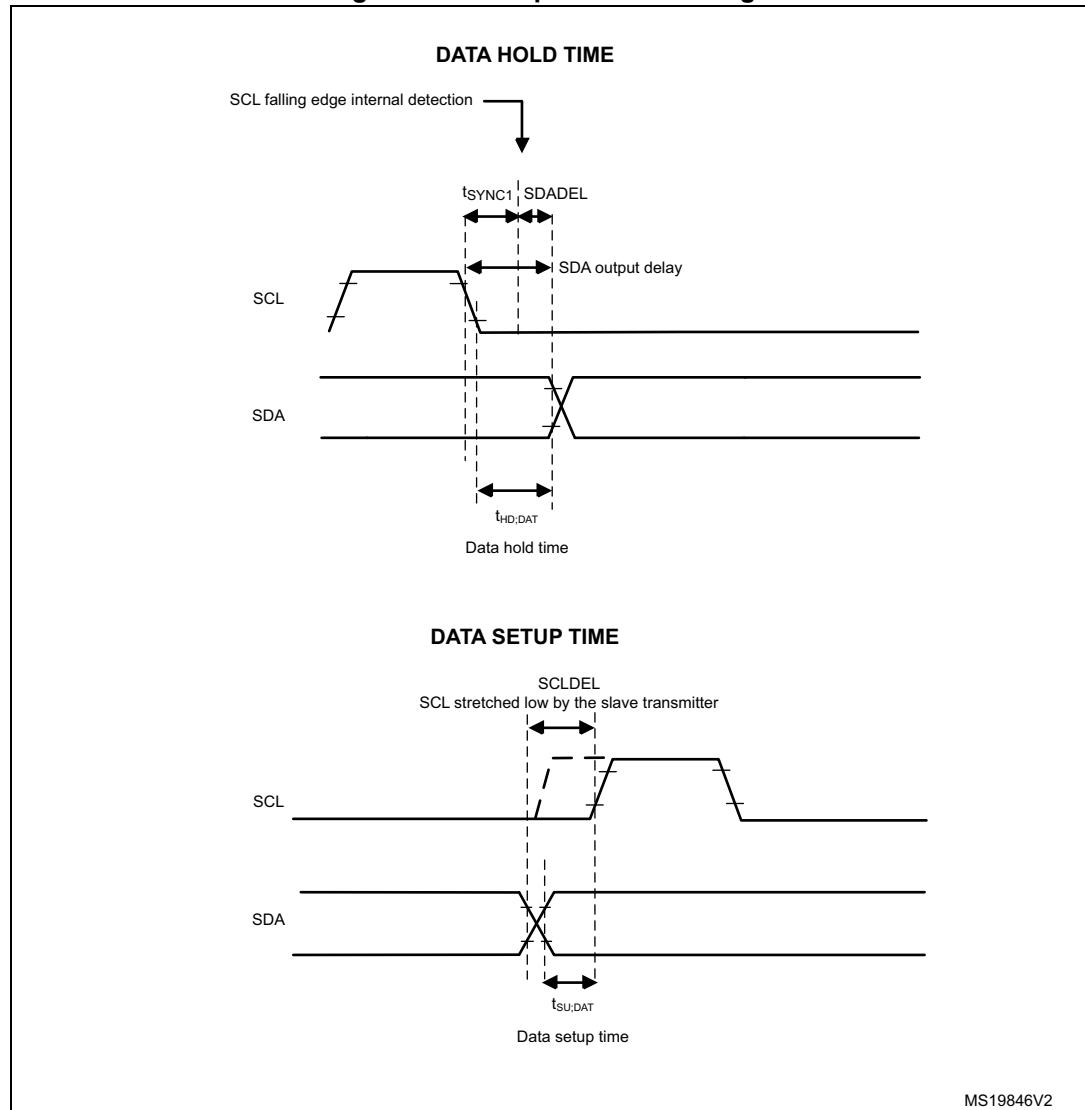 DATA HOLD TIME
SCL falling edge internal detection
tSYNC1 SDADEL
SDA output delay
SCL
SDA
tHD;DAT
Data hold time
DATA SETUP TIME
SCLDEL
SCL stretched low by the slave transmitter
SCL
SDA
tSU;DAT
Data setup time
MS19846V2